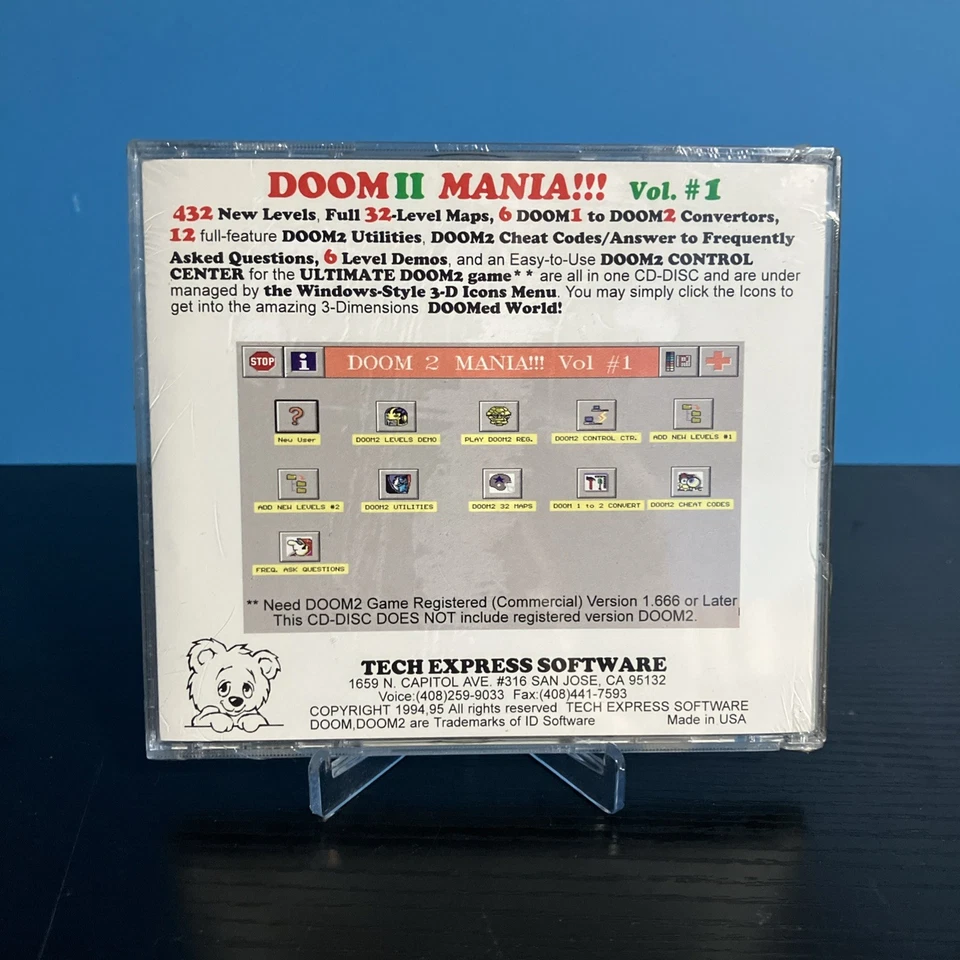 DOOM II MANIA!!! Vol. #1
432 New Levels, Full 32-Level Maps, 6 DOOM1 to DOOM2 Convertors,
12 full-feature DOOM2 Utilities, DOOM2 Cheat Codes/Answer to Frequently
Asked Questions, 6 Level Demos, and an Easy-to-Use DOOM2 CONTROL
CENTER for the ULTIMATE DOOM2 game** are all in one CD-DISC and are under
managed by the Windows-Style 3-D Icons Menu. You may simply click the Icons to
get into the amazing 3-Dimensions DOOMed World!
STOP i DOOM 2 MANIA!!! Vol #1
?
New User DOOM2 LEVELS DEMO PLAY DOOM2 REG. DOOM2 CONTROL CTR. ADD NEW LEVELS #1
ADD NEW LEVELS #2 DOOM2 UTILITIES DOOM2 32 MAPS DOOM 1 to 2 CONVERT DOOM2 CHEAT CODES
FREQ. ASK QUESTIONS
** Need DOOM2 Game Registered (Commercial) Version 1.666 or Later
This CD-DISC DOES NOT include registered version DOOM2.
TECH EXPRESS SOFTWARE
1659 N. CAPITOL AVE. #316 SAN JOSE, CA 95132
Voice:(408)259-9033 Fax:(408)441-7593
COPYRIGHT 1994,95 All rights reserved TECH EXPRESS SOFTWARE
DOOM,DOOM2 are Trademarks of ID Software Made in USA